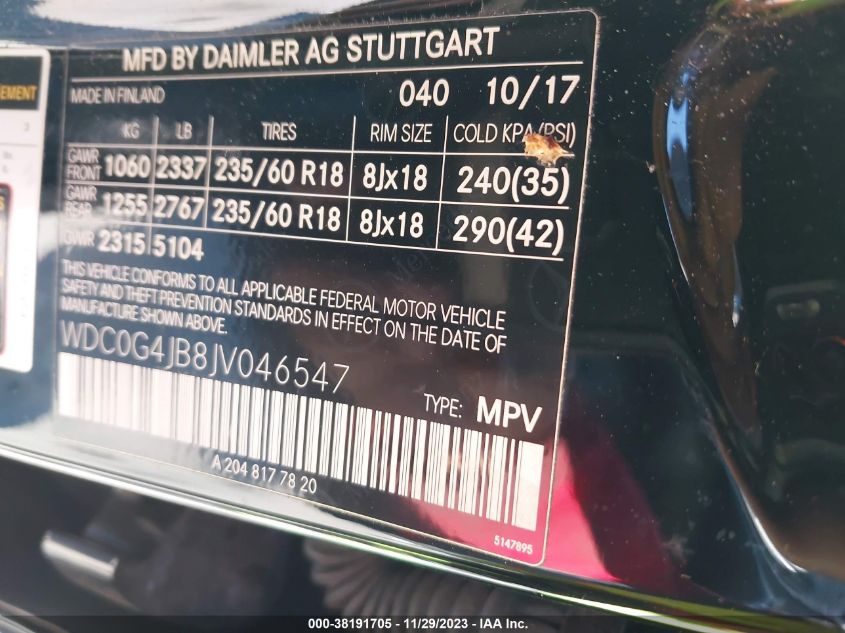 MFD BY DAIMLER AG STUTTGART
MADE IN FINLAND 040 10/17
KG LB TIRES RIM SIZE COLD KPA (PSI)
GAWR FRONT 1060 2337 235/60 R18 8Jx18 240(35)
GAWR REAR 1255 2767 235/60 R18 8Jx18 290(42)
GVWR 2315 5104
THIS VEHICLE CONFORMS TO ALL APPLICABLE FEDERAL MOTOR VEHICLE
SAFETY AND THEFT PREVENTION STANDARDS IN EFFECT ON THE DATE OF
MANUFACTURE SHOWN ABOVE.
WDC0G4JB8JV046547
TYPE: MPV
A 204 817 78 20
5147895
000-38191705 - 11/29/2023 - IAA Inc.